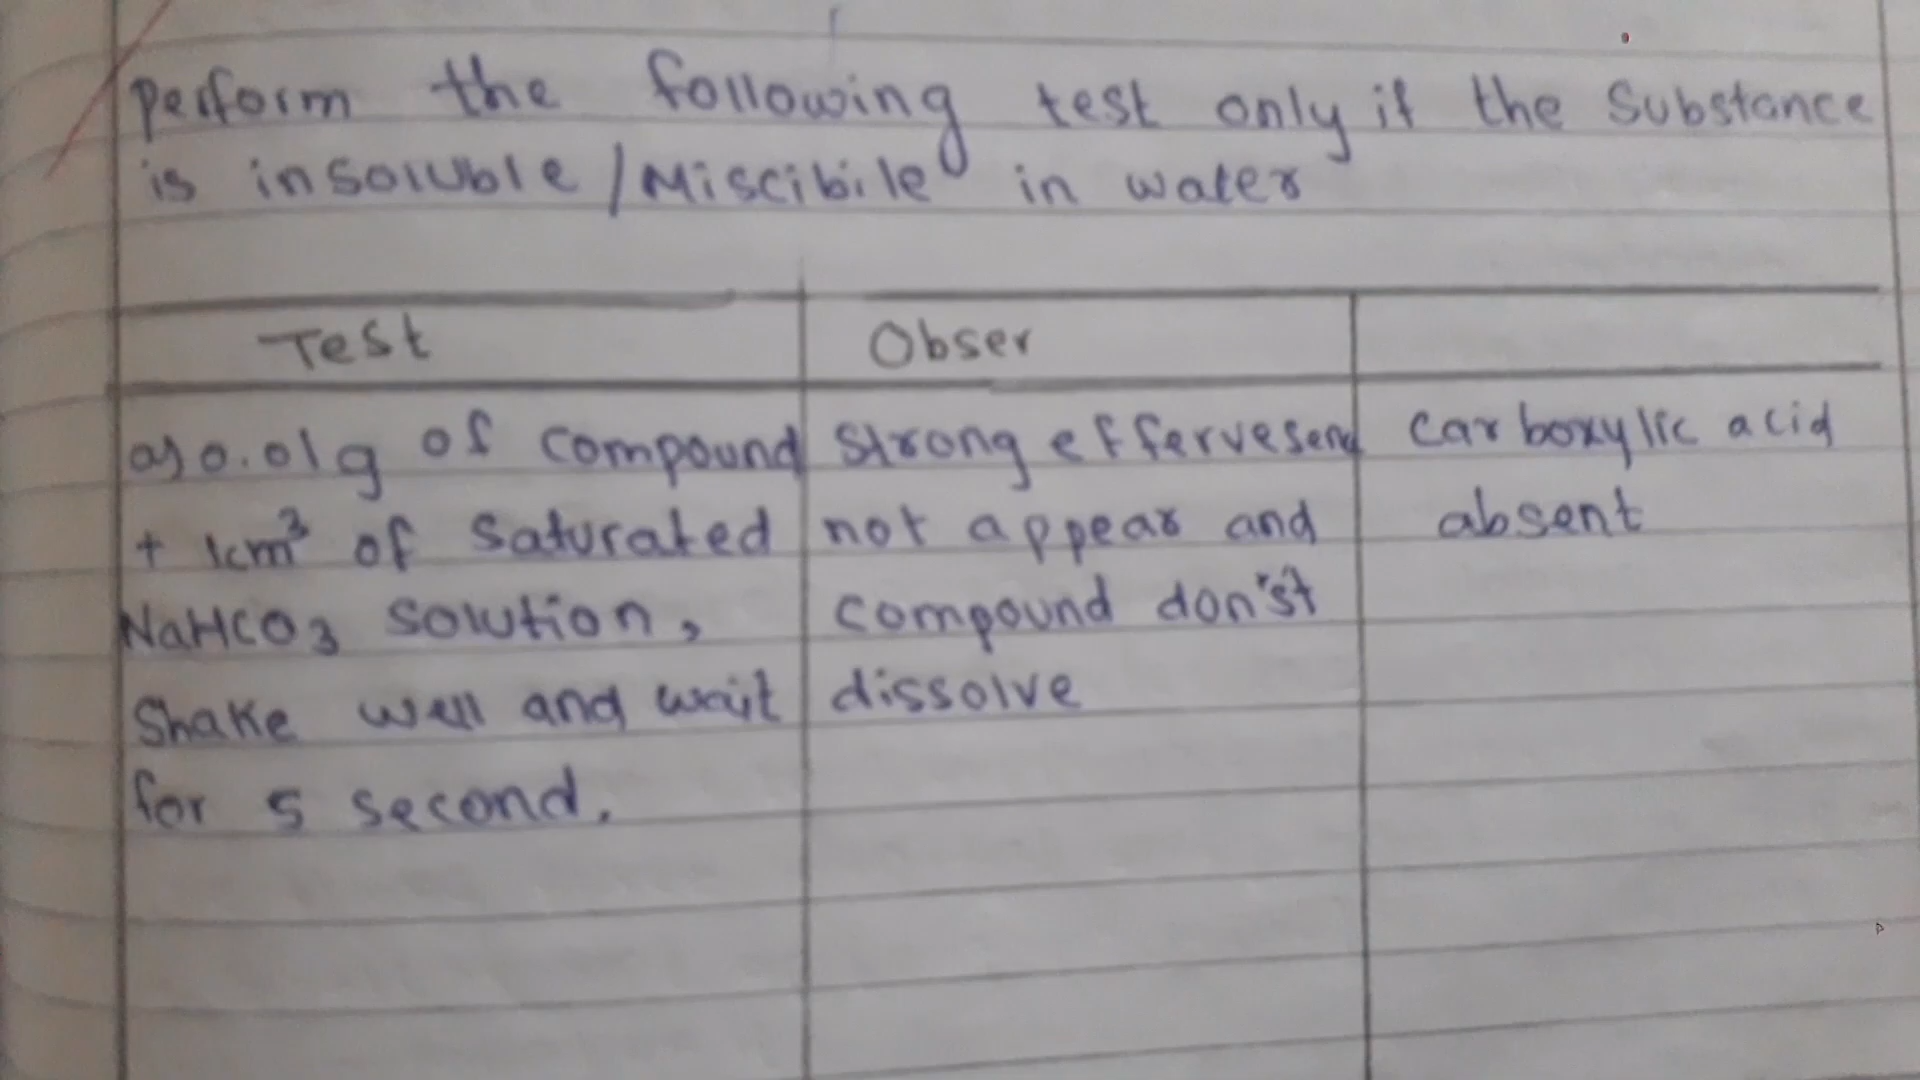 perform the following test only if the substance
is insoluble / Miscibile in water
Test Obser
a) 0.01g of compound strong effervesend carboxylic acid
+ 1cm³ of saturated not appear and absent
NaHCO3 solution, compound don'st
Shake well and wait dissolve
for 5 second.